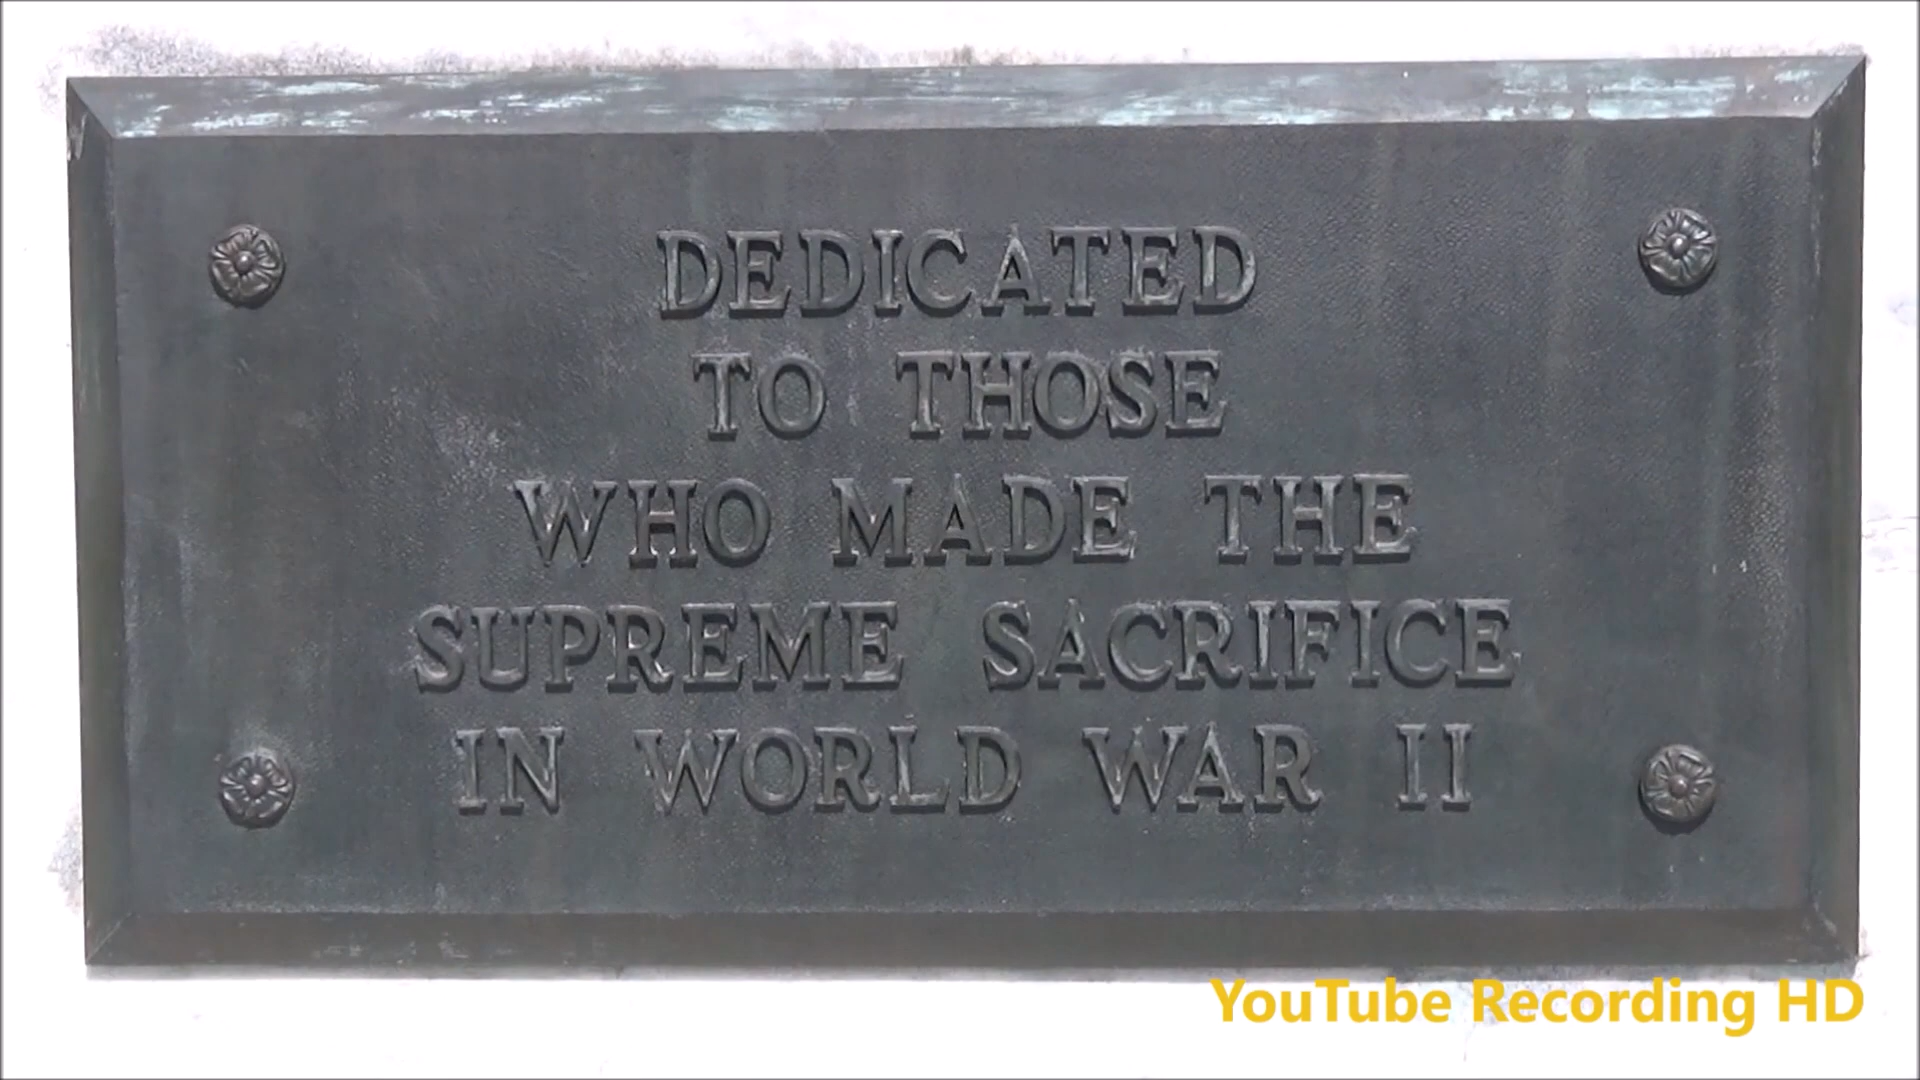 DEDICATED
TO THOSE
WHO MADE THE
SUPREME SACRIFICE
IN WORLD WAR II
YouTube Recording HD